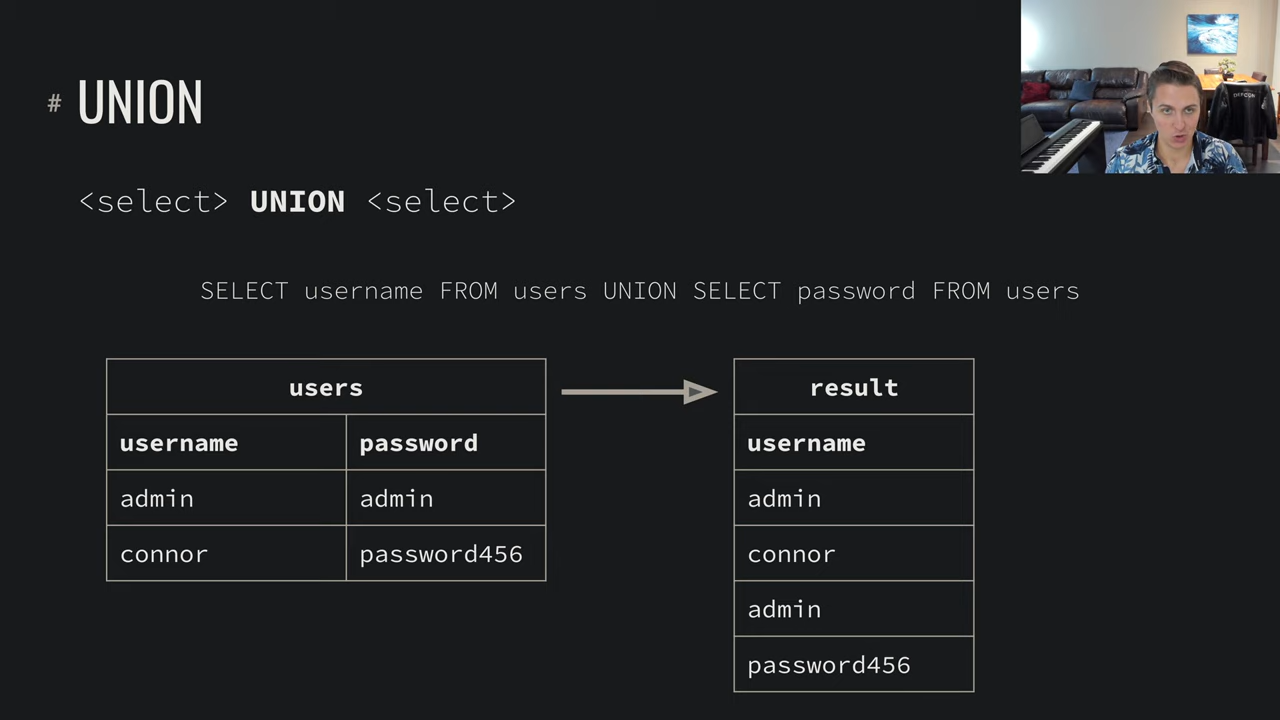 # UNION
<select> UNION <select>
SELECT username FROM users UNION SELECT password FROM users
users
username password
admin admin
connor password456
result
username
admin
connor
admin
password456
DEFCON